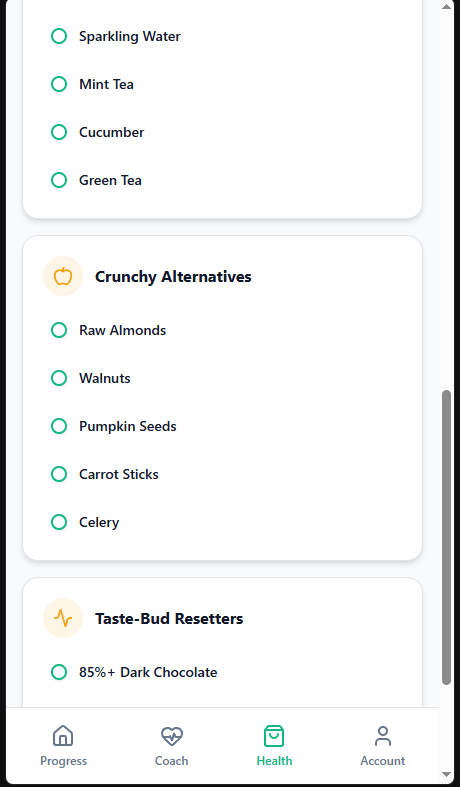 Sparkling Water
Mint Tea
Cucumber
Green Tea
Crunchy Alternatives
Raw Almonds
Walnuts
Pumpkin Seeds
Carrot Sticks
Celery
Taste-Bud Resetters
85%+ Dark Chocolate
Progress
Coach
Health
Account